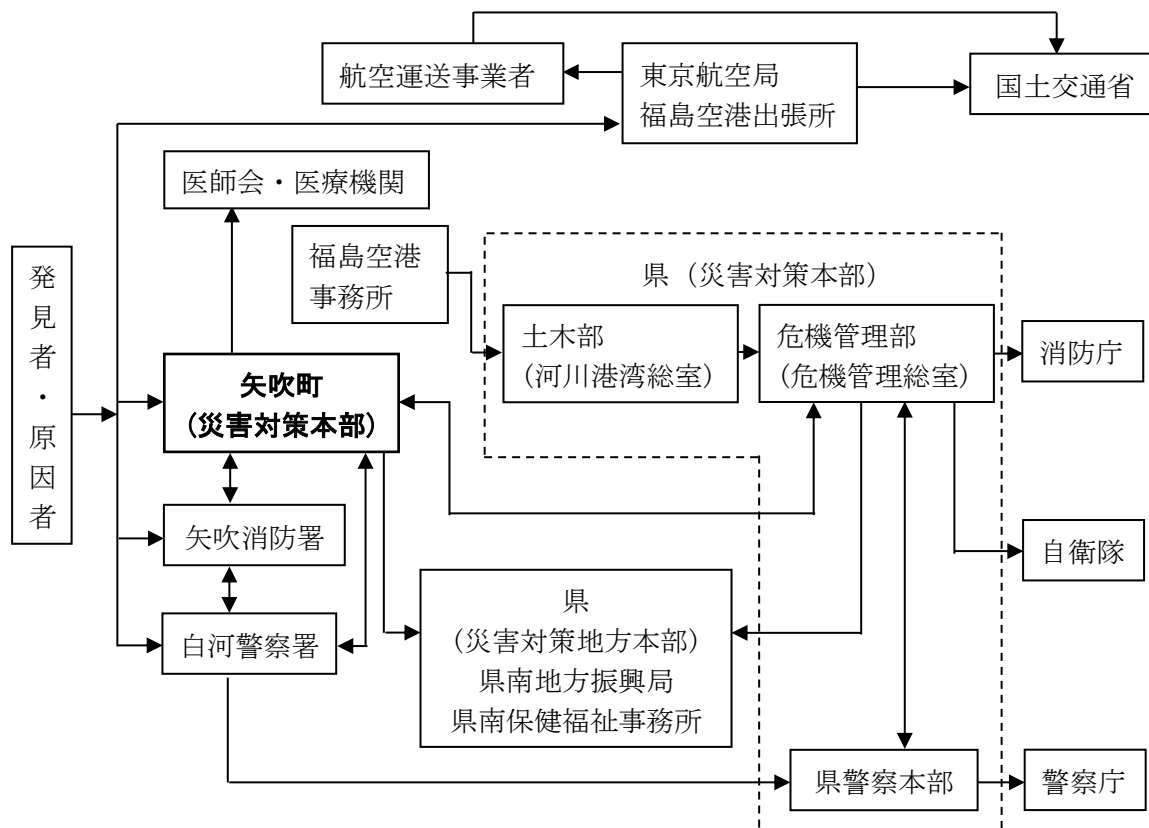 航空運送事業者
東京航空局
福島空港出張所
国土交通省
医師会・医療機関
発見者・原因者
福島空港
事務所
県（災害対策本部）
土木部
（河川港湾総室）
危機管理部
（危機管理総室）
消防庁
矢吹町
（災害対策本部）
矢吹消防署
自衛隊
白河警察署
県
（災害対策地方本部）
県南地方振興局
県南保健福祉事務所
県警察本部
警察庁